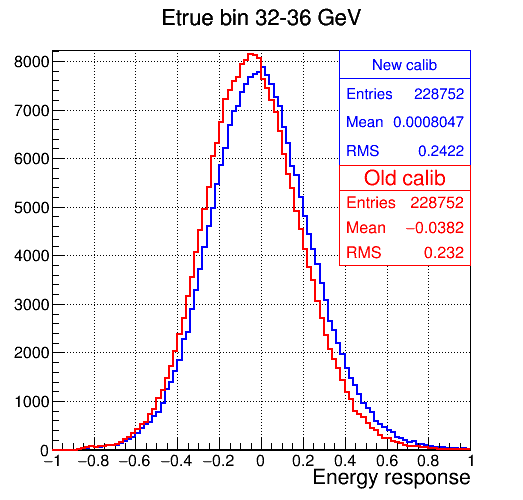 Etrue bin 32-36 GeV
New calib
Entries 228752
Mean 0.0008047
RMS 0.2422
Old calib
Entries 228752
Mean −0.0382
RMS 0.232
8000
7000
6000
5000
4000
3000
2000
1000
0
−1 −0.8 −0.6 −0.4 −0.2 0 0.2 0.4 0.6 0.8 1
Energy response